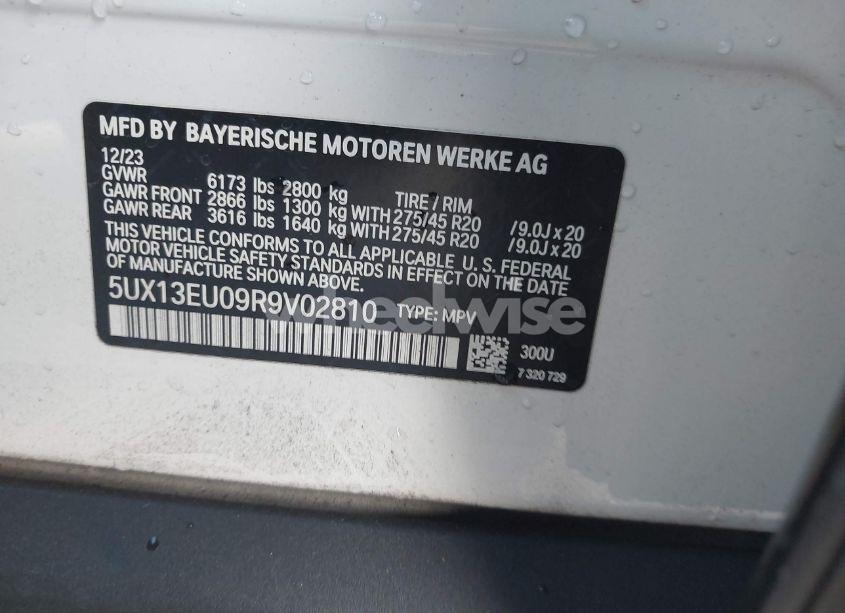 MFD BY BAYERISCHE MOTOREN WERKE AG
12/23
GVWR 6173 lbs 2800 kg TIRE / RIM
GAWR FRONT 2866 lbs 1300 kg WITH 275/45 R20 /9.0J x 20
GAWR REAR 3616 lbs 1640 kg WITH 275/45 R20 /9.0J x 20
THIS VEHICLE CONFORMS TO ALL APPLICABLE U. S. FEDERAL
MOTOR VEHICLE SAFETY STANDARDS IN EFFECT ON THE DATE
OF MANUFACTURE SHOWN ABOVE.
5UX13EU09R9V02810 TYPE: MPV
wheelwise
300U
7 320 729